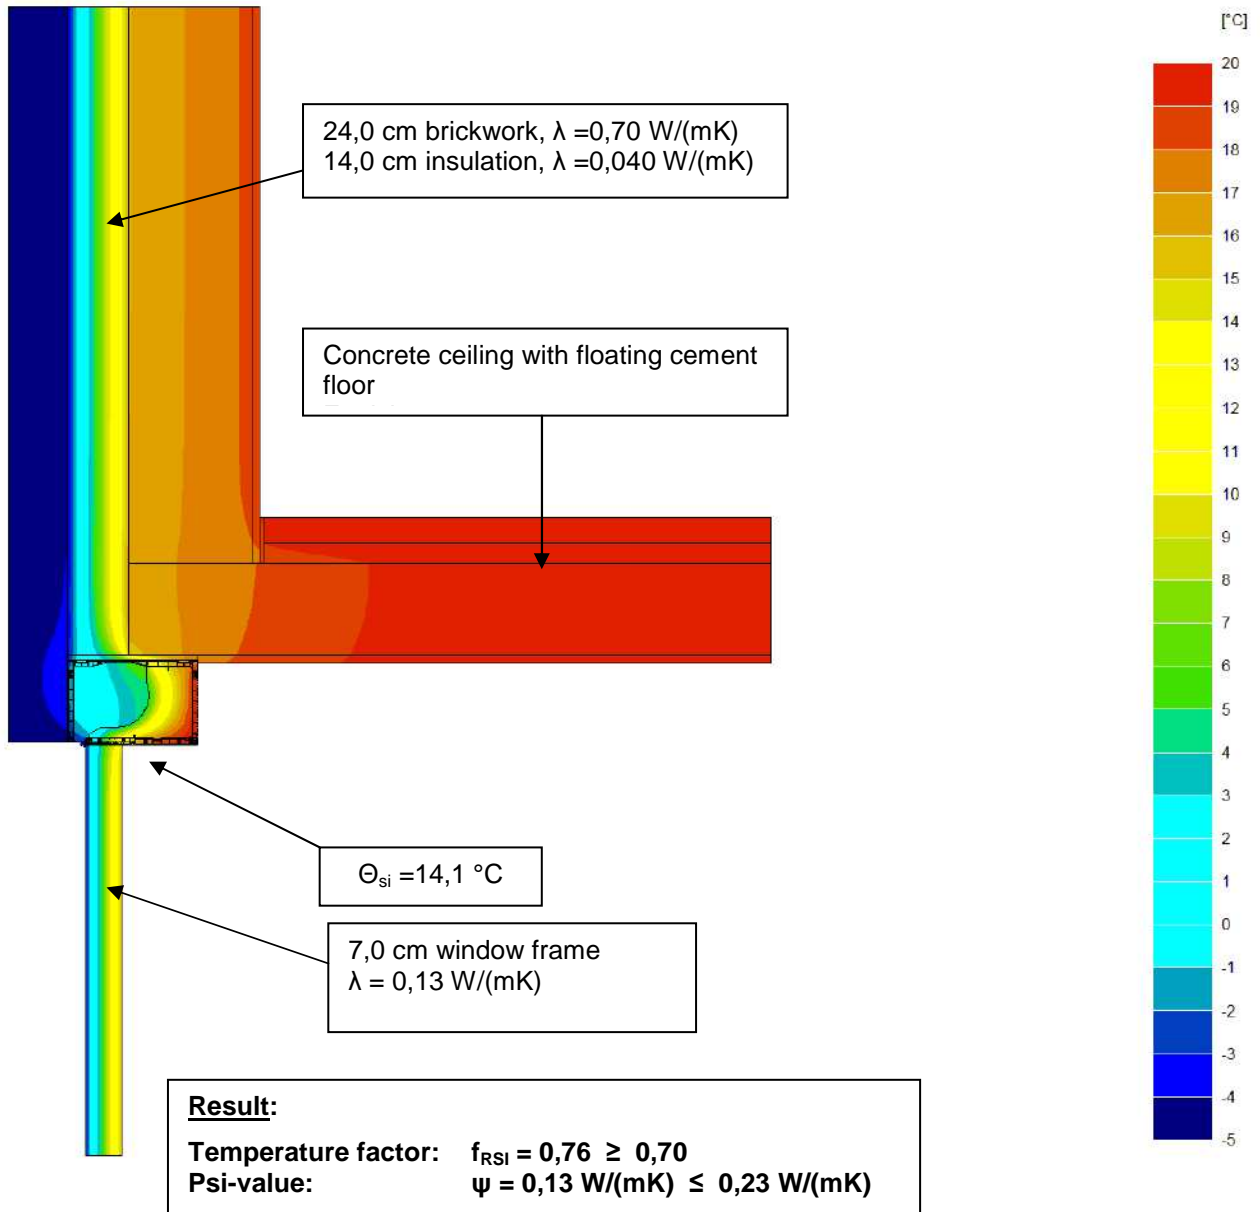 [°C]
24,0 cm brickwork, λ =0,70 W/(mK)
14,0 cm insulation, λ =0,040 W/(mK)
Concrete ceiling with floating cement
floor
Θsi =14,1 °C
7,0 cm window frame
λ = 0,13 W/(mK)
20
19
18
17
16
15
14
13
12
11
10
9
8
7
6
5
4
3
2
1
0
-1
-2
-3
-4
-5
Result:
Temperature factor: fRSI = 0,76 ≥ 0,70
Psi-value: ψ = 0,13 W/(mK) ≤ 0,23 W/(mK)